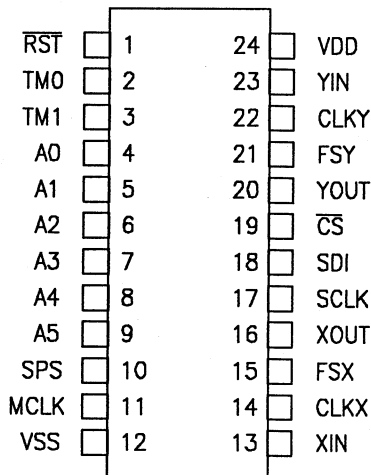 R̅S̅T̅ 1 24 VDD
TM0 2 23 YIN
TM1 3 22 CLKY
A0 4 21 FSY
A1 5 20 YOUT
A2 6 19 C̅S̅
A3 7 18 SDI
A4 8 17 SCLK
A5 9 16 XOUT
SPS 10 15 FSX
MCLK 11 14 CLKX
VSS 12 13 XIN